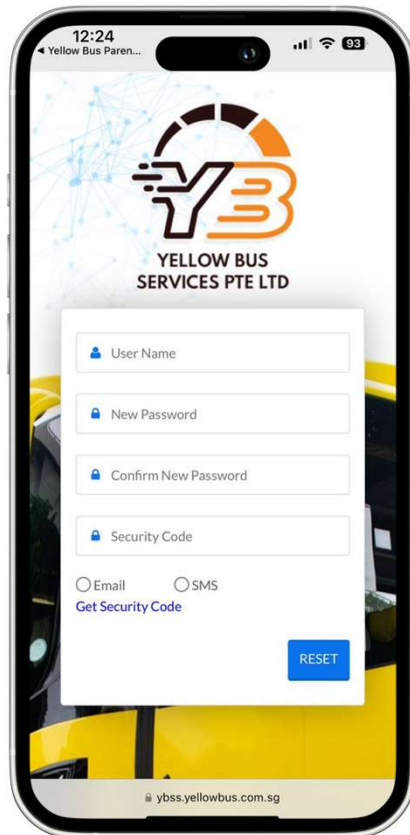 12:24
◀ Yellow Bus Paren...
93
YB
YELLOW BUS
SERVICES PTE LTD
User Name
New Password
Confirm New Password
Security Code
Email SMS
Get Security Code
RESET
ybss.yellowbus.com.sg